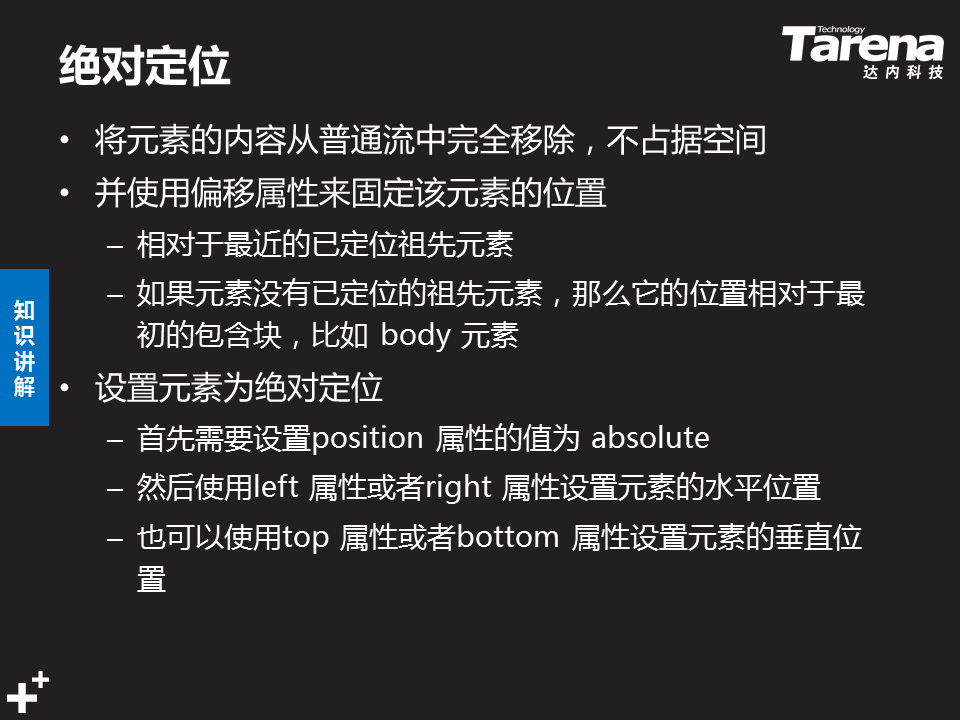 绝对定位
Technology
Tarena
达内科技
• 将元素的内容从普通流中完全移除，不占据空间
• 并使用偏移属性来固定该元素的位置
– 相对于最近的已定位祖先元素
– 如果元素没有已定位的祖先元素，那么它的位置相对于最
初的包含块，比如 body 元素
知识讲解
• 设置元素为绝对定位
– 首先需要设置position 属性的值为 absolute
– 然后使用left 属性或者right 属性设置元素的水平位置
– 也可以使用top 属性或者bottom 属性设置元素的垂直位
置